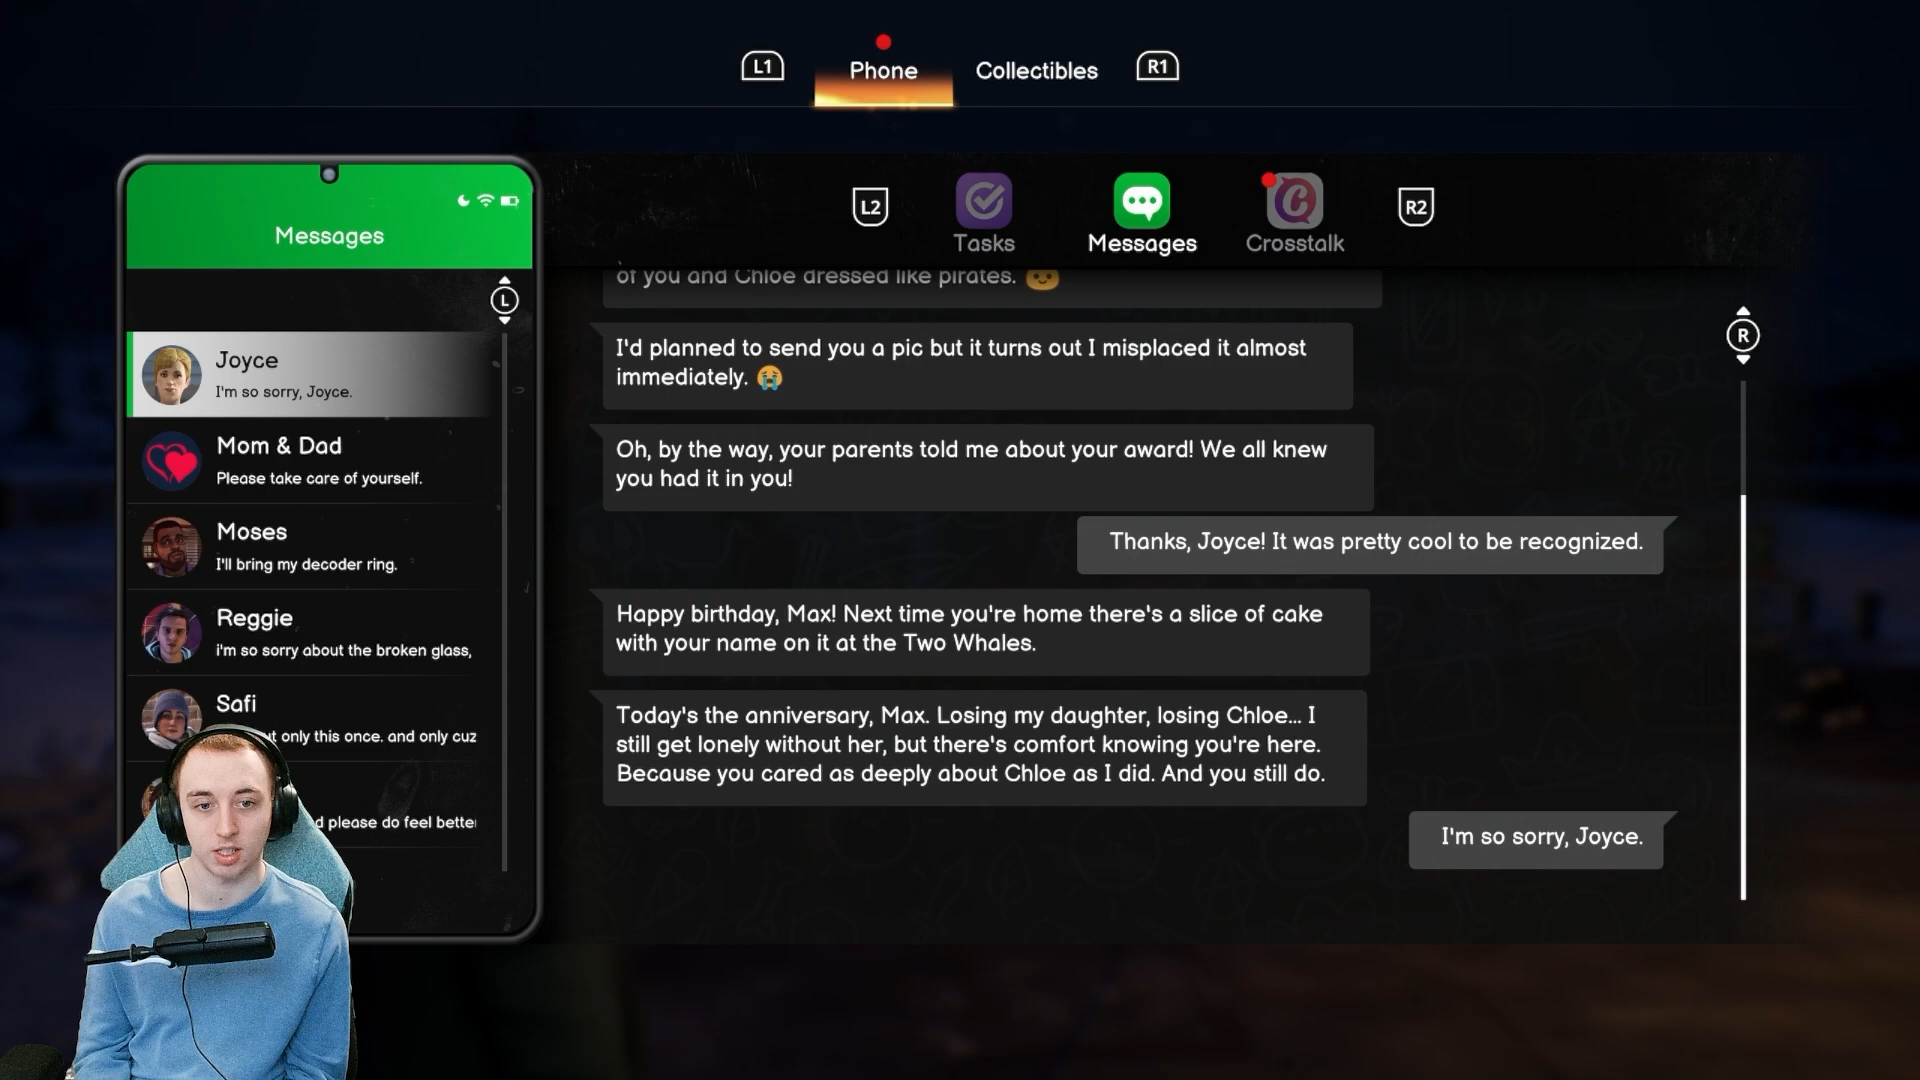 L1
Phone
Collectibles
R1
Messages
L2
Tasks
Messages
Crosstalk
R2
L
Joyce
I'm so sorry, Joyce.
Mom & Dad
Please take care of yourself.
Moses
I'll bring my decoder ring.
Reggie
i'm so sorry about the broken glass,
Safi
only this once. and only cuz
please do feel better
of you and Chloe dressed like pirates.
R
I'd planned to send you a pic but it turns out I misplaced it almost
immediately. 😭
Oh, by the way, your parents told me about your award! We all knew
you had it in you!
Thanks, Joyce! It was pretty cool to be recognized.
Happy birthday, Max! Next time you're home there's a slice of cake
with your name on it at the Two Whales.
Today's the anniversary, Max. Losing my daughter, losing Chloe... I
still get lonely without her, but there's comfort knowing you're here.
Because you cared as deeply about Chloe as I did. And you still do.
I'm so sorry, Joyce.